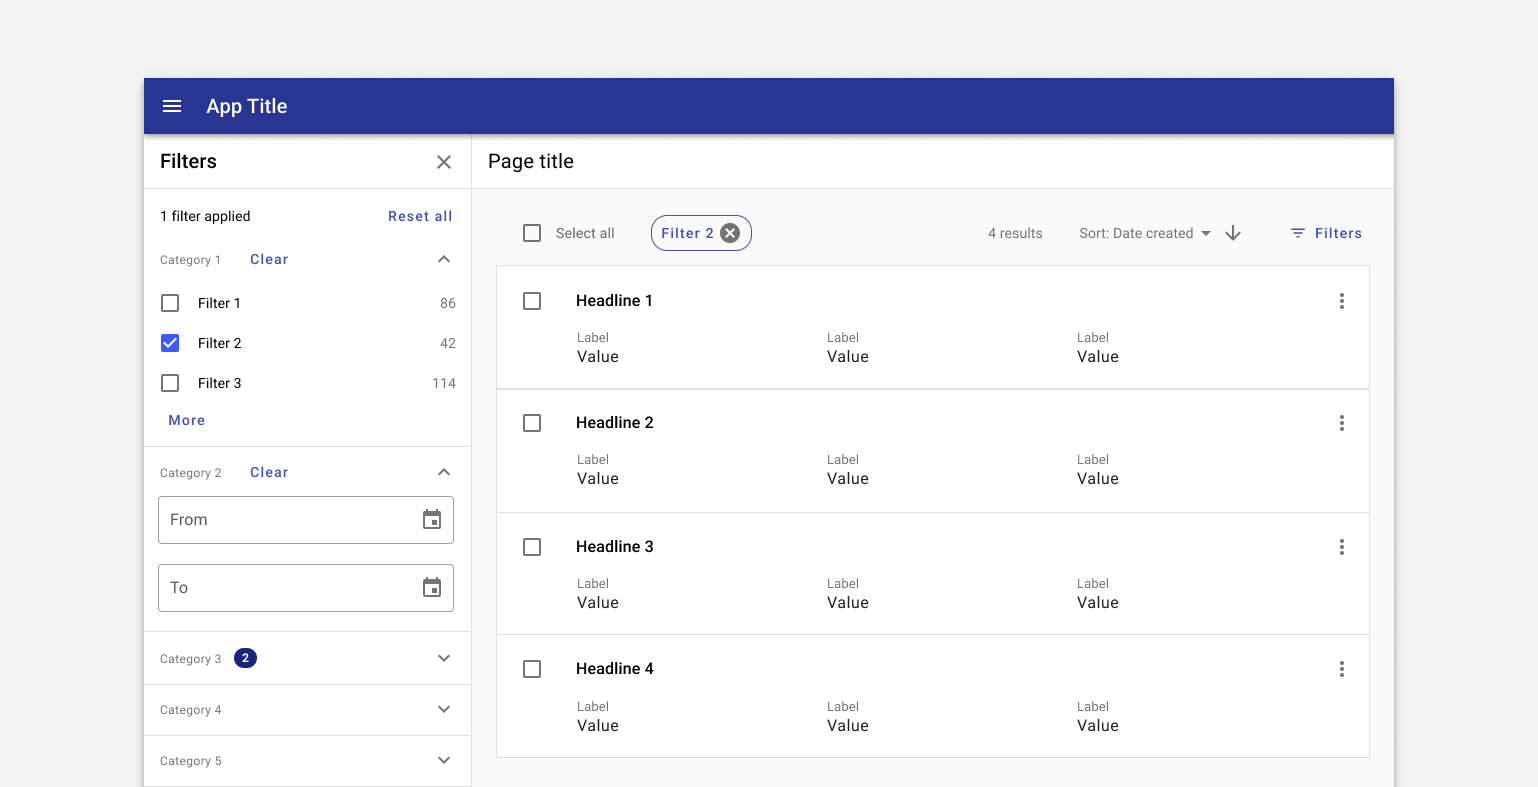 App Title
Filters
Page title
1 filter applied
Reset all
Category 1
Clear
Filter 1
86
Filter 2
42
Filter 3
114
More
Category 2
Clear
From
To
Category 3
2
Category 4
Category 5
Select all
Filter 2
4 results
Sort: Date created
Filters
Headline 1
Label Label Label
Value Value Value
Headline 2
Label Label Label
Value Value Value
Headline 3
Label Label Label
Value Value Value
Headline 4
Label Label Label
Value Value Value